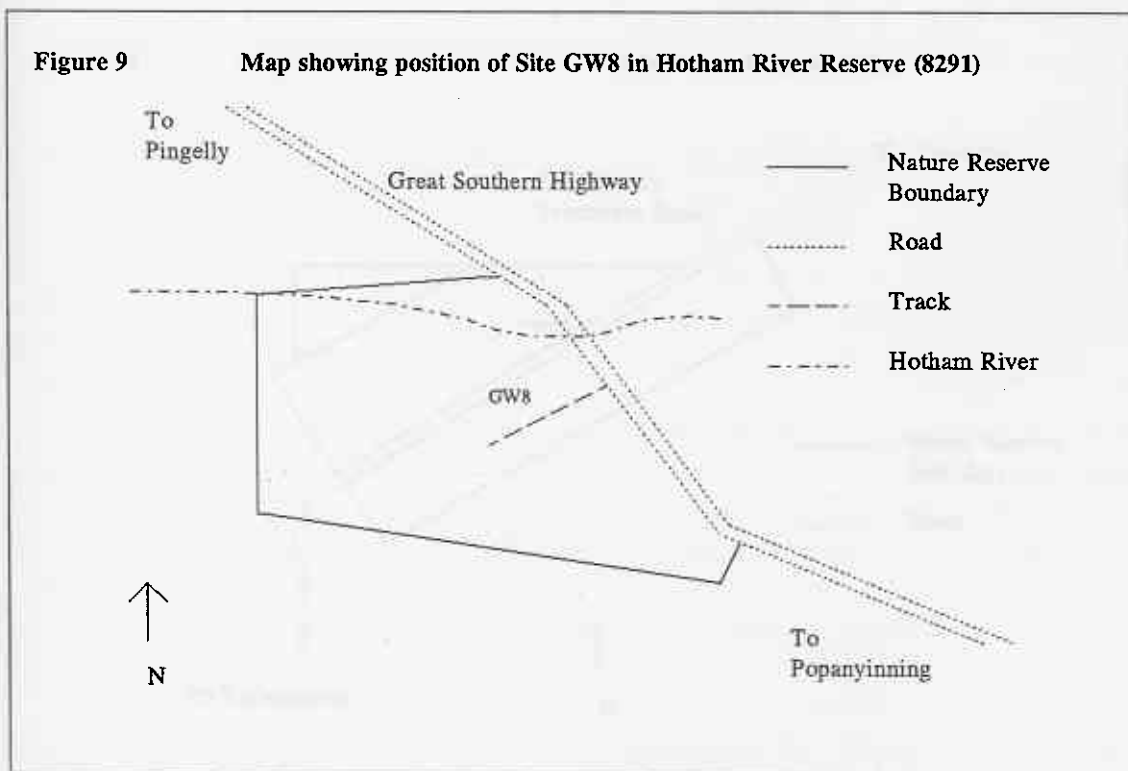 Figure 9 Map showing position of Site GW8 in Hotham River Reserve (8291)
To
Pingelly
Great Southern Highway
Nature Reserve
Boundary
Road
Track
Hotham River
GW8
N
To
Popanyinning